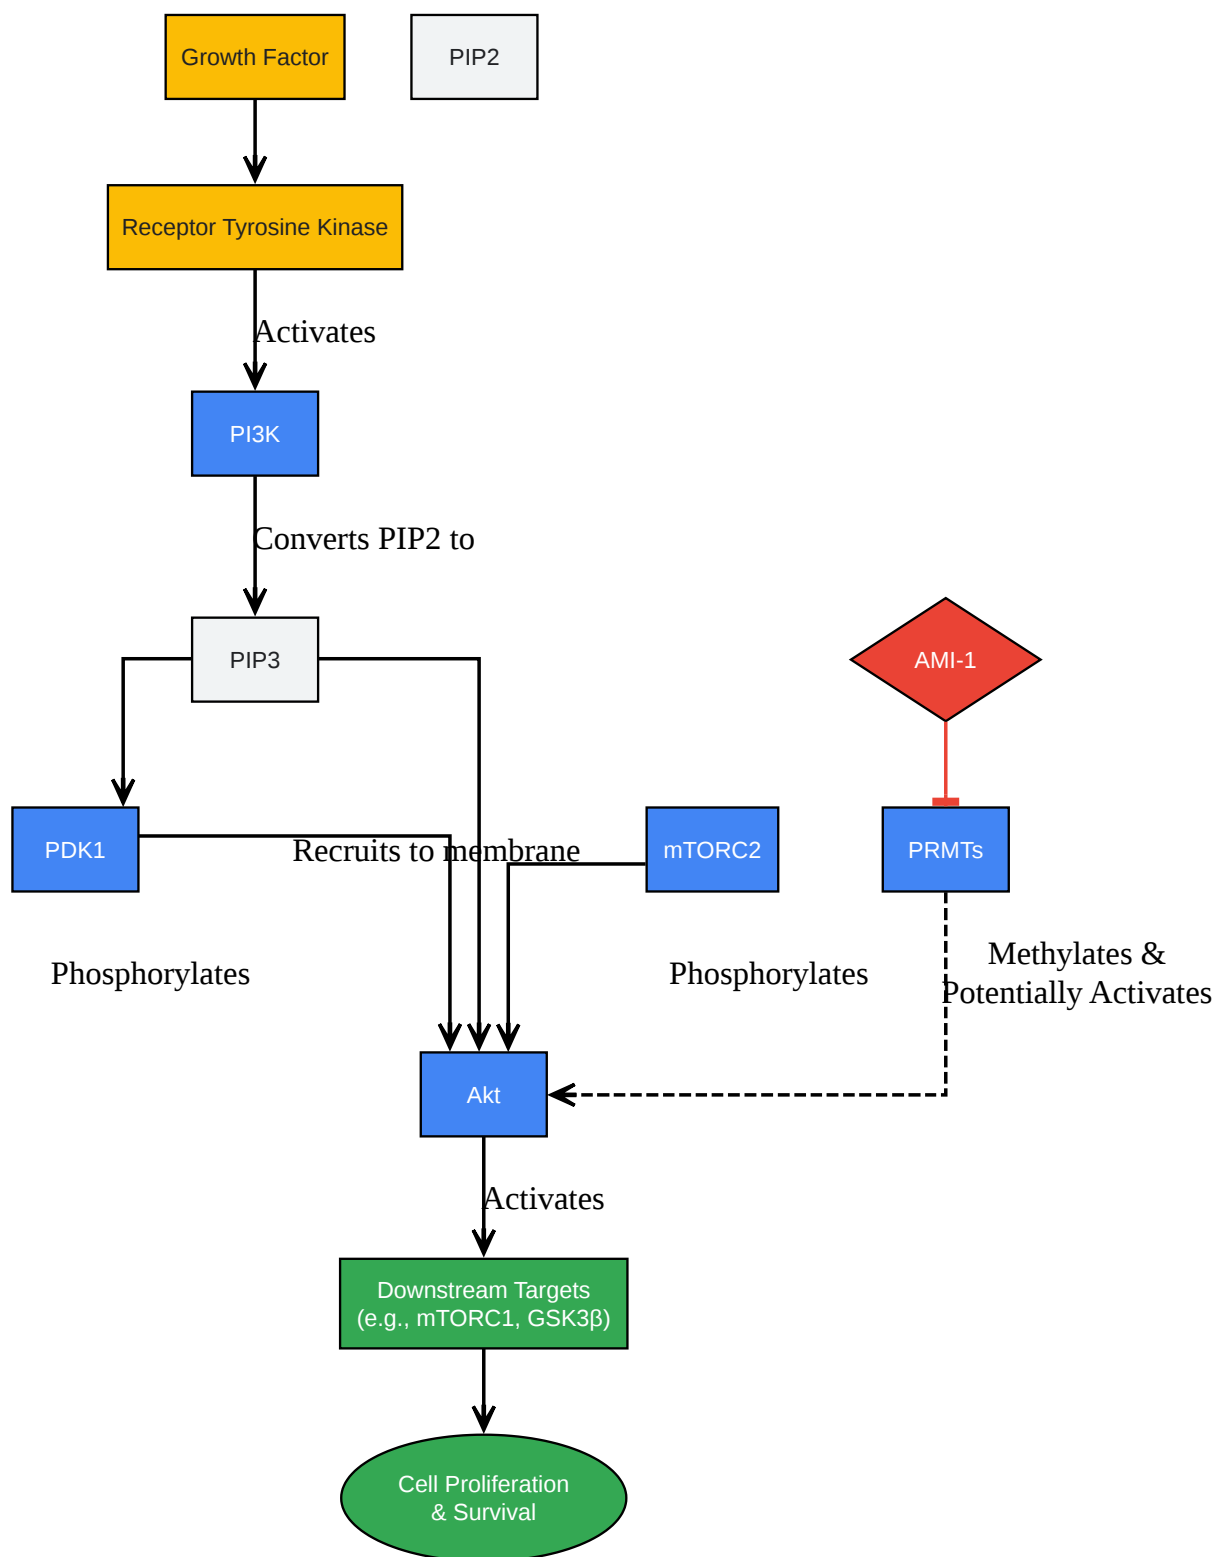 Growth Factor
PIP2
Receptor Tyrosine Kinase
Activates
PI3K
Converts PIP2 to
PIP3
AMI-1
PDK1
Recruits to membrane
mTORC2
PRMTs
Phosphorylates
Phosphorylates
Methylates &
Potentially Activates
Akt
Activates
Downstream Targets
(e.g., mTORC1, GSK3β)
Cell Proliferation
& Survival